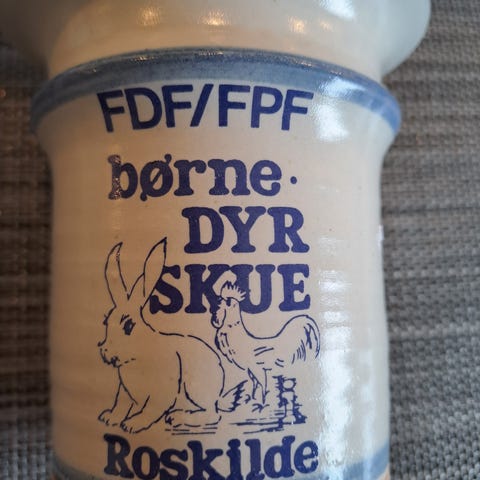 FDF/FPF
børne·
DYR
SKUE
Roskilde